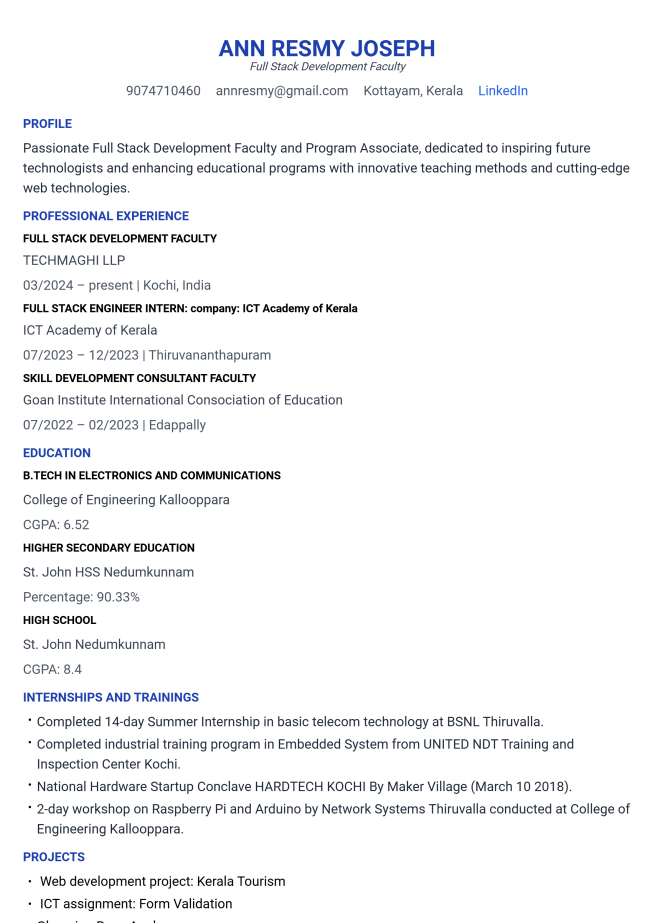 ANN RESMY JOSEPH
Full Stack Development Faculty
9074710460 annresmy@gmail.com Kottayam, Kerala LinkedIn
PROFILE
Passionate Full Stack Development Faculty and Program Associate, dedicated to inspiring future
technologists and enhancing educational programs with innovative teaching methods and cutting-edge
web technologies.
PROFESSIONAL EXPERIENCE
FULL STACK DEVELOPMENT FACULTY
TECHMAGHI LLP
03/2024 – present | Kochi, India
FULL STACK ENGINEER INTERN: company: ICT Academy of Kerala
ICT Academy of Kerala
07/2023 – 12/2023 | Thiruvananthapuram
SKILL DEVELOPMENT CONSULTANT FACULTY
Goan Institute International Consociation of Education
07/2022 – 02/2023 | Edappally
EDUCATION
B.TECH IN ELECTRONICS AND COMMUNICATIONS
College of Engineering Kallooppara
CGPA: 6.52
HIGHER SECONDARY EDUCATION
St. John HSS Nedumkunnam
Percentage: 90.33%
HIGH SCHOOL
St. John Nedumkunnam
CGPA: 8.4
INTERNSHIPS AND TRAININGS
• Completed 14-day Summer Internship in basic telecom technology at BSNL Thiruvalla.
• Completed industrial training program in Embedded System from UNITED NDT Training and
Inspection Center Kochi.
• National Hardware Startup Conclave HARDTECH KOCHI By Maker Village (March 10 2018).
• 2-day workshop on Raspberry Pi and Arduino by Network Systems Thiruvalla conducted at College of
Engineering Kallooppara.
PROJECTS
• Web development project: Kerala Tourism
• ICT assignment: Form Validation